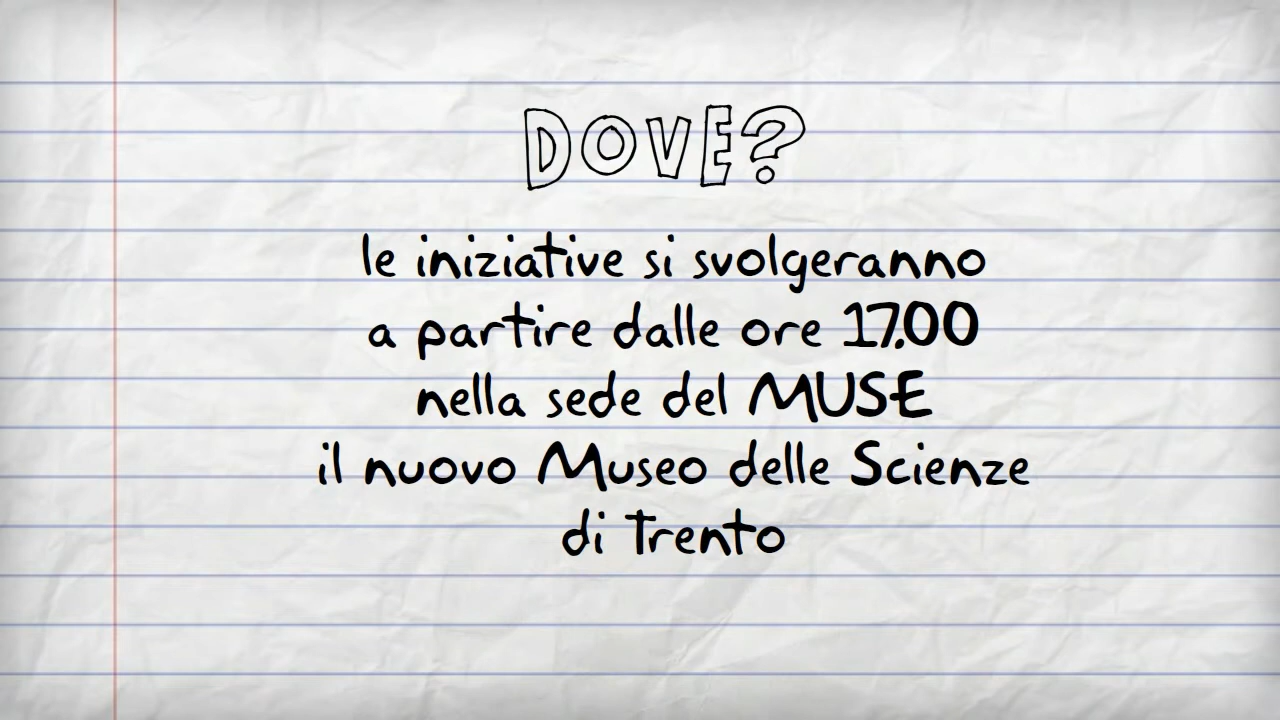 DOVE?
le iniziative si svolgeranno
a partire dalle ore 17.00
nella sede del MUSE
il nuovo Museo delle Scienze
di Trento